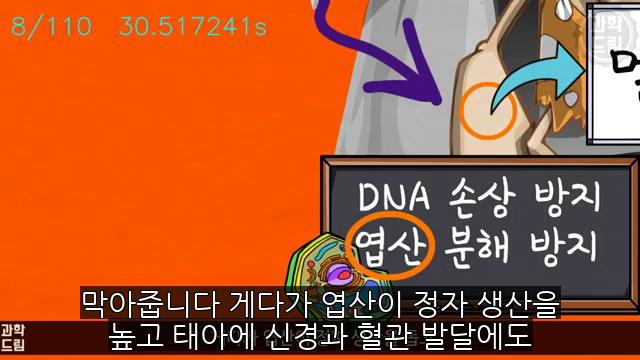 8/110 30.517241s
과학
드림
DNA 손상 방지
엽산 분해 방지
막아줍니다 게다가 엽산이 정자 생산을
높고 태아에 신경과 혈관 발달에도
과학
드림